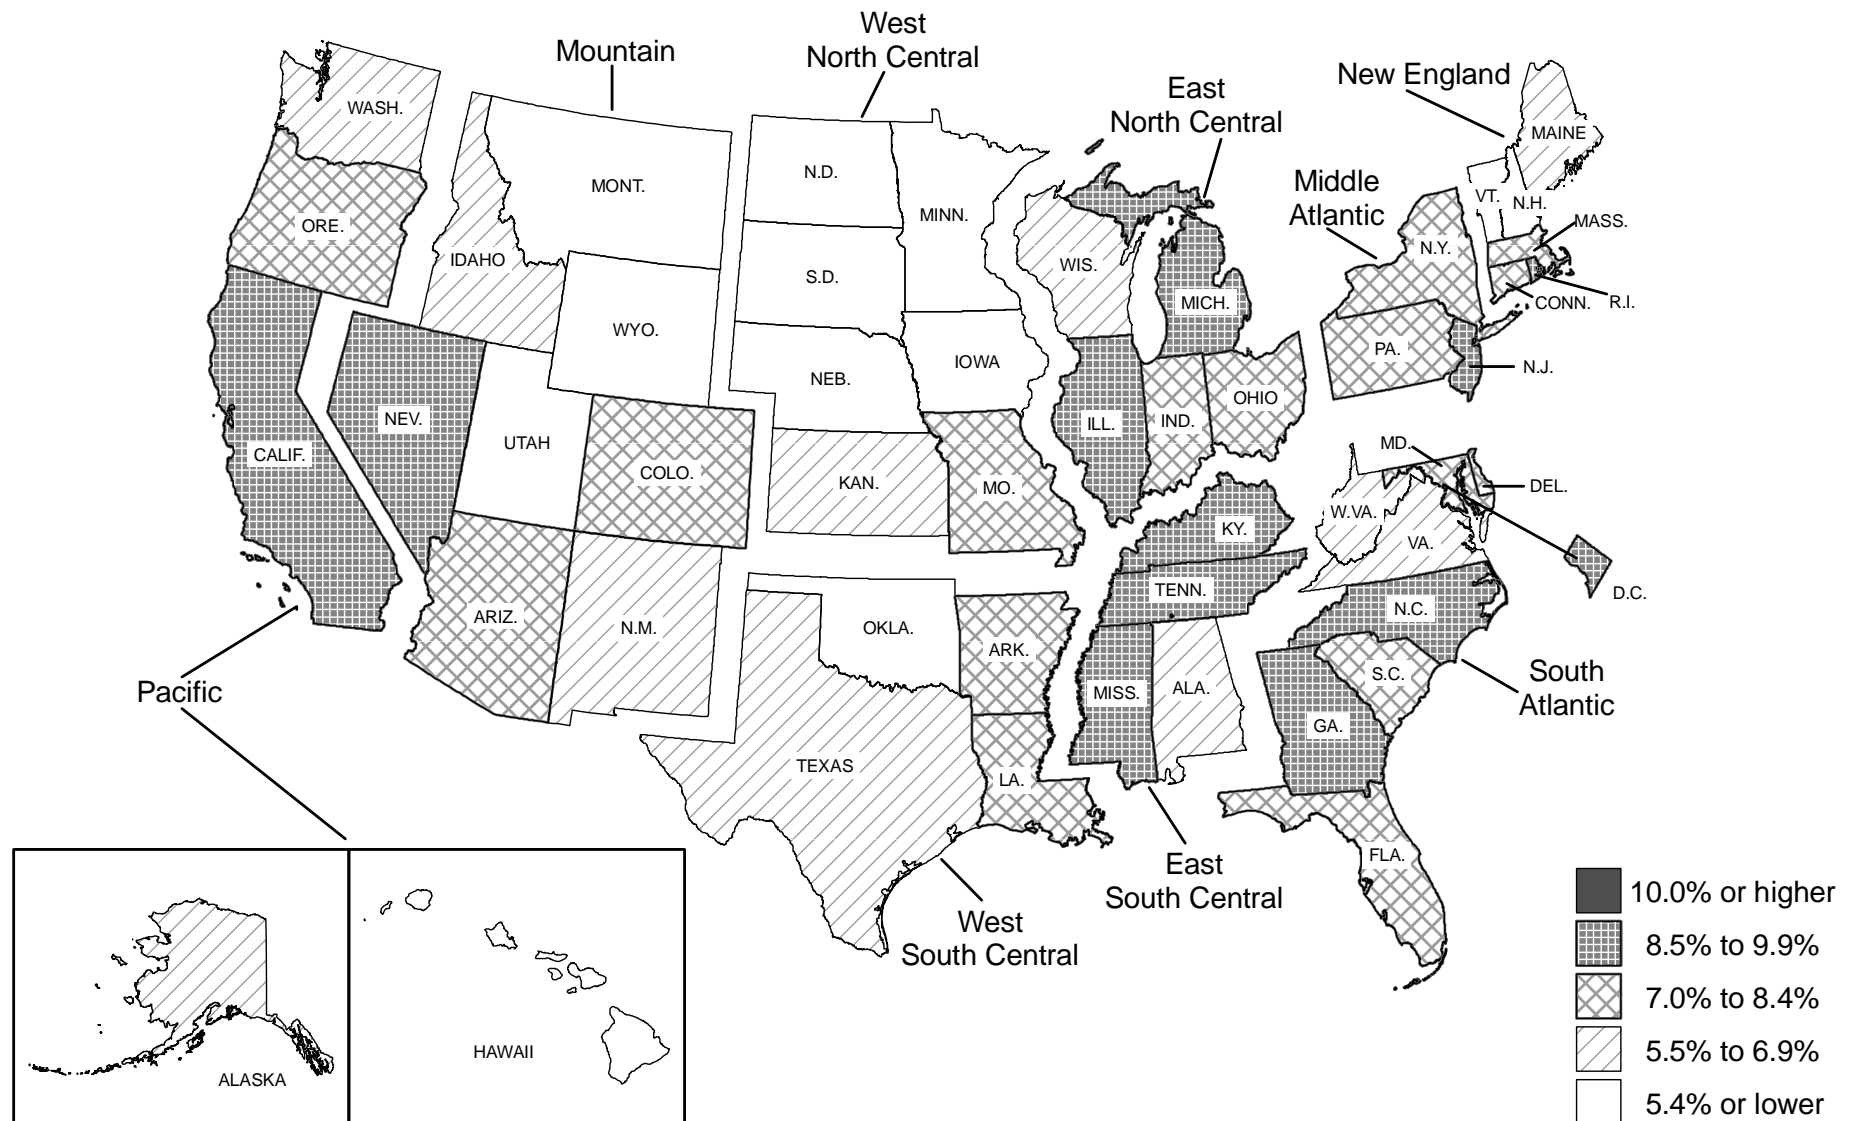 West
North Central
Mountain
New England
East
North Central
Middle
Atlantic
WASH.
ORE.
IDAHO
MONT.
WYO.
N.D.
S.D.
NEB.
MINN.
IOWA
WIS.
MICH.
MAINE
VT.
N.H.
MASS.
N.Y.
CONN.
R.I.
PA.
N.J.
CALIF.
NEV.
UTAH
COLO.
KAN.
MO.
ILL.
IND.
OHIO
MD.
DEL.
W.VA.
VA.
KY.
D.C.
ARIZ.
N.M.
OKLA.
ARK.
TENN.
N.C.
S.C.
MISS.
ALA.
GA.
TEXAS
LA.
FLA.
Pacific
South
Atlantic
East
South Central
West
South Central
ALASKA
HAWAII
10.0% or higher
8.5% to 9.9%
7.0% to 8.4%
5.5% to 6.9%
5.4% or lower